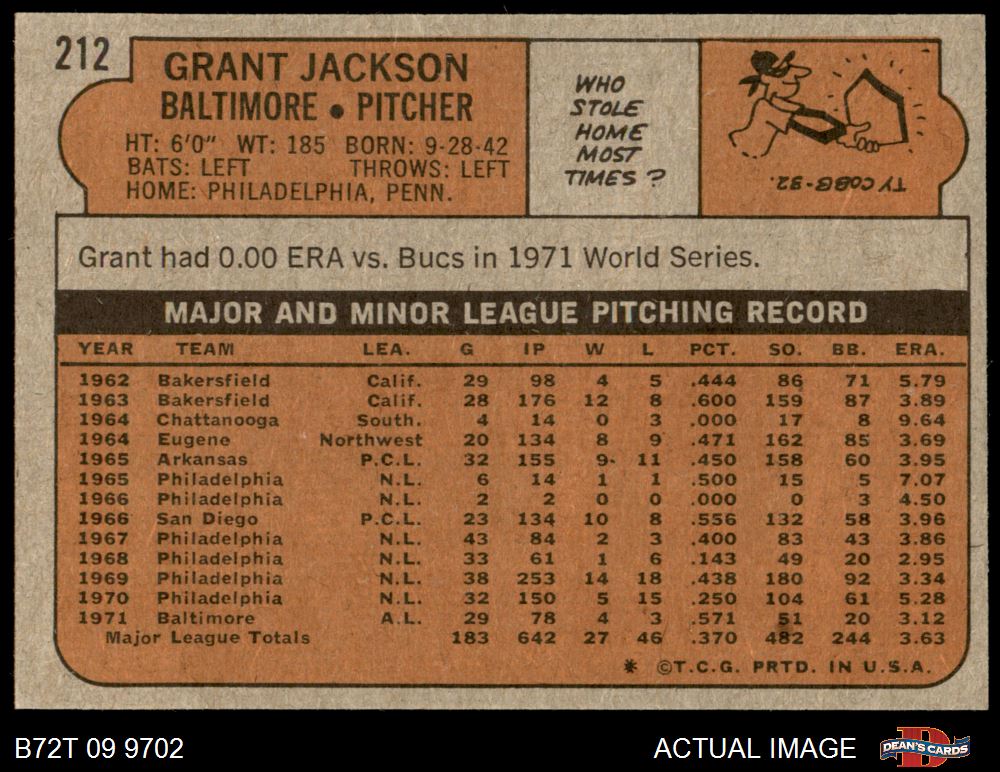 212
GRANT JACKSON
BALTIMORE • PITCHER
HT: 6'0" WT: 185 BORN: 9-28-42
BATS: LEFT THROWS: LEFT
HOME: PHILADELPHIA, PENN.
WHO
STOLE
HOME
MOST
TIMES ?
TY COBB-32.
Grant had 0.00 ERA vs. Bucs in 1971 World Series.
MAJOR AND MINOR LEAGUE PITCHING RECORD
YEAR TEAM LEA. G IP W L PCT. SO. BB. ERA.
1962 Bakersfield Calif. 29 98 4 5 .444 86 71 5.79
1963 Bakersfield Calif. 28 176 12 8 .600 159 87 3.89
1964 Chattanooga South. 4 14 0 3 .000 17 8 9.64
1964 Eugene Northwest 20 134 8 9 .471 162 85 3.69
1965 Arkansas P.C.L. 32 155 9 11 .450 158 60 3.95
1965 Philadelphia N.L. 6 14 1 1 .500 15 5 7.07
1966 Philadelphia N.L. 2 2 0 0 .000 0 3 4.50
1966 San Diego P.C.L. 23 134 10 8 .556 132 58 3.96
1967 Philadelphia N.L. 43 84 2 3 .400 83 43 3.86
1968 Philadelphia N.L. 33 61 1 6 .143 49 20 2.95
1969 Philadelphia N.L. 38 253 14 18 .438 180 92 3.34
1970 Philadelphia N.L. 32 150 5 15 .250 104 61 5.28
1971 Baltimore A.L. 29 78 4 3 .571 51 20 3.12
Major League Totals 183 642 27 46 .370 482 244 3.63
* ©T.C.G. PRTD. IN U.S.A.
B72T 09 9702
ACTUAL IMAGE
D
DEAN'S CARDS